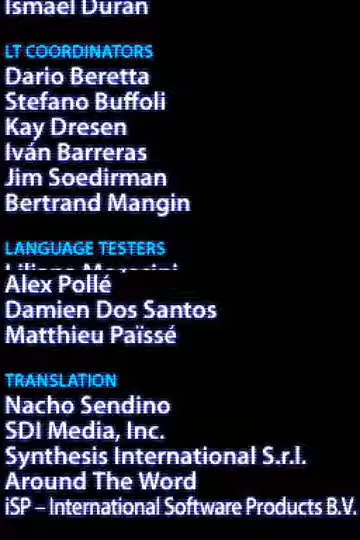 Ismael Duran
LT COORDINATORS
Dario Beretta
Stefano Buffoli
Kay Dresen
Iván Barreras
Jim Soedirman
Bertrand Mangin
LANGUAGE TESTERS
Alex Pollé
Damien Dos Santos
Matthieu Païssé
TRANSLATION
Nacho Sendino
SDI Media, Inc.
Synthesis International S.r.l.
Around The Word
iSP – International Software Products B.V.